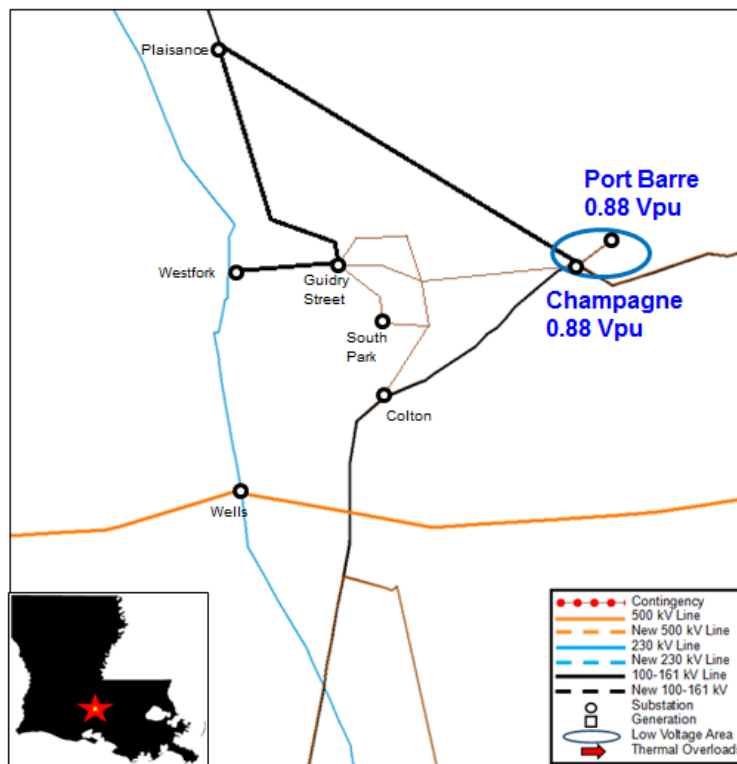 Plaisance
Port Barre
0.88 Vpu
Westfork
Guidry
Street
Champagne
0.88 Vpu
South
Park
Colton
Wells
Contingency
500 kV Line
New 500 kV Line
230 kV Line
New 230 kV Line
100-161 kV Line
New 100-161 kV
Substation
Generation
Low Voltage Area
Thermal Overloads